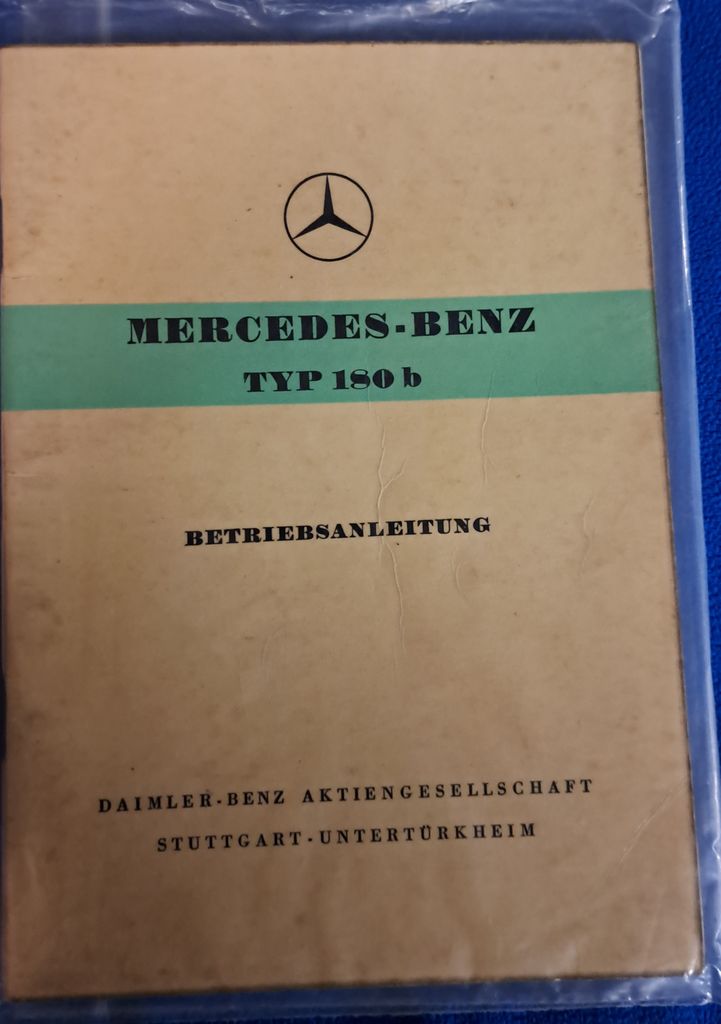 MERCEDES-BENZ
TYP 180 b
BETRIEBSANLEITUNG
DAIMLER-BENZ AKTIENGESELLSCHAFT
STUTTGART-UNTERTÜRKHEIM